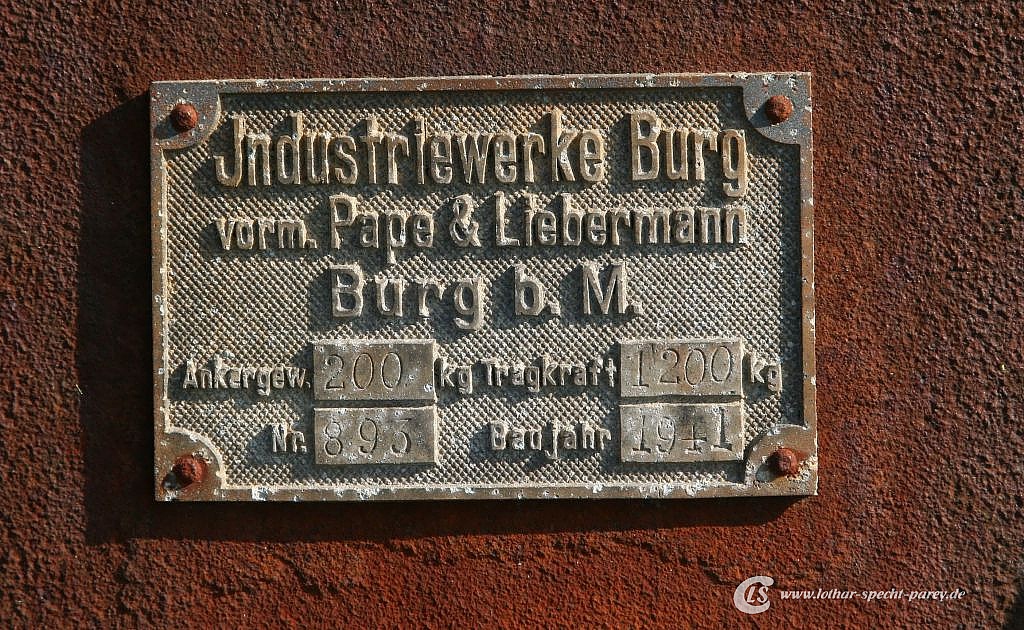 Jndustriewerke Burg
vorm. Pape & Liebermann
Burg b. M.
Ankergew. 200 kg Tragkraft 1200 kg
Nr. 893 Baujahr 1941
LS www.lothar-specht-parey.de